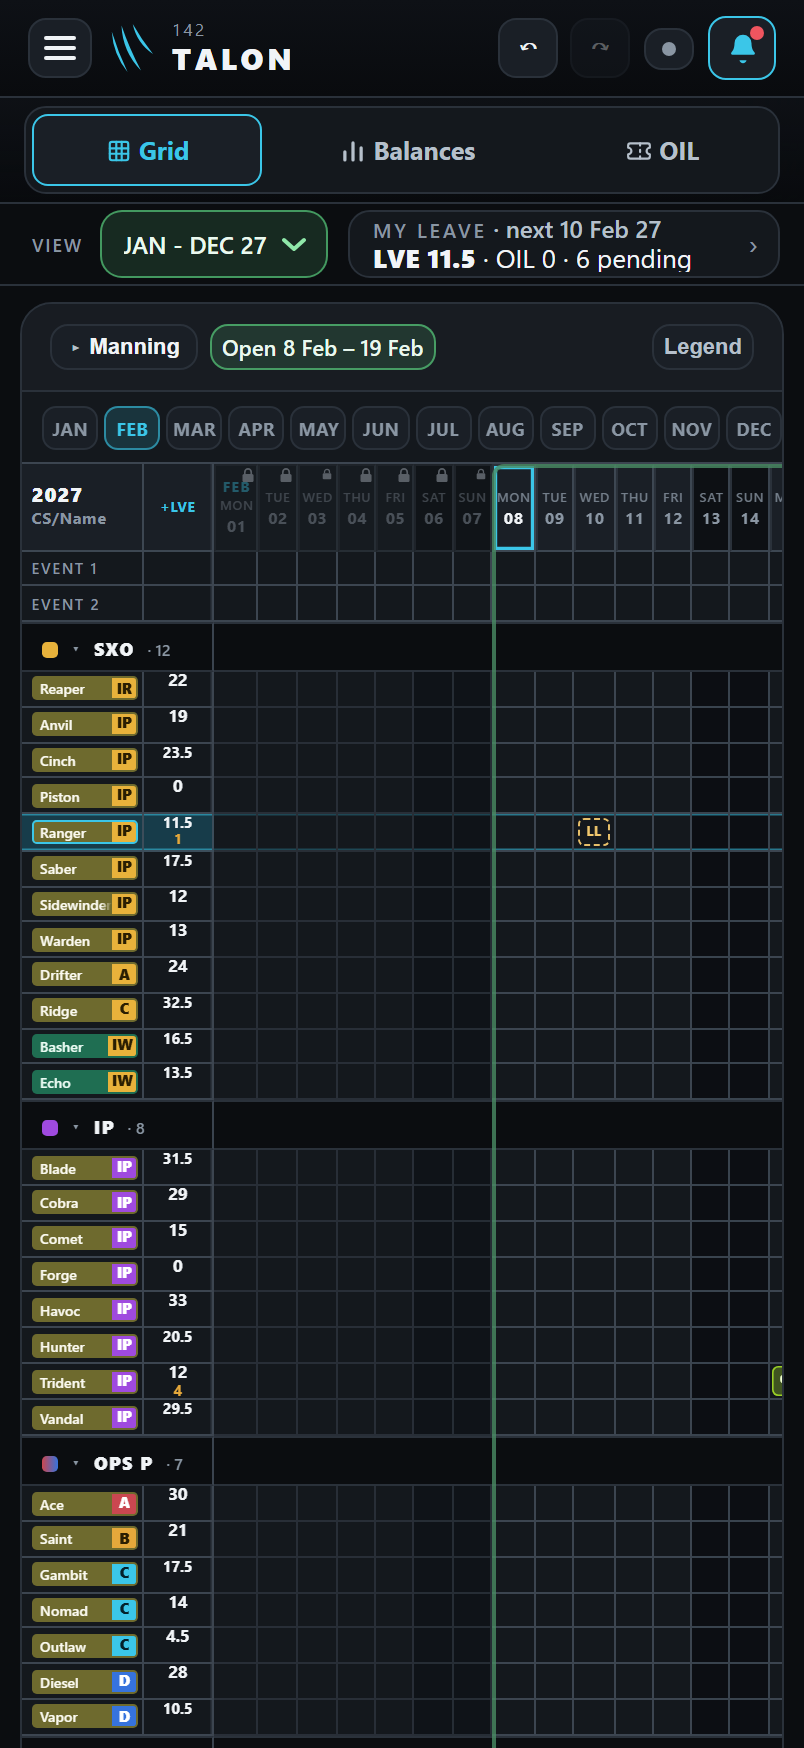 142
TALON
Grid
Balances
OIL
VIEW
JAN - DEC 27
MY LEAVE · next 10 Feb 27
LVE 11.5 · OIL 0 · 6 pending
Manning
Open 8 Feb – 19 Feb
Legend
JAN FEB MAR APR MAY JUN JUL AUG SEP OCT NOV DEC
2027
CS/Name
+LVE
FEB
MON TUE WED THU FRI SAT SUN MON TUE WED THU FRI SAT SUN M
01 02 03 04 05 06 07 08 09 10 11 12 13 14
EVENT 1
EVENT 2
SXO · 12
Reaper IR 22
Anvil IP 19
Cinch IP 23.5
Piston IP 0
Ranger IP 11.5 1 LL
Saber IP 17.5
Sidewinder IP 12
Warden IP 13
Drifter A 24
Ridge C 32.5
Basher IW 16.5
Echo IW 13.5
IP · 8
Blade IP 31.5
Cobra IP 29
Comet IP 15
Forge IP 0
Havoc IP 33
Hunter IP 20.5
Trident IP 12 4
Vandal IP 29.5
OPS P · 7
Ace A 30
Saint B 21
Gambit C 17.5
Nomad C 14
Outlaw C 4.5
Diesel D 28
Vapor D 10.5